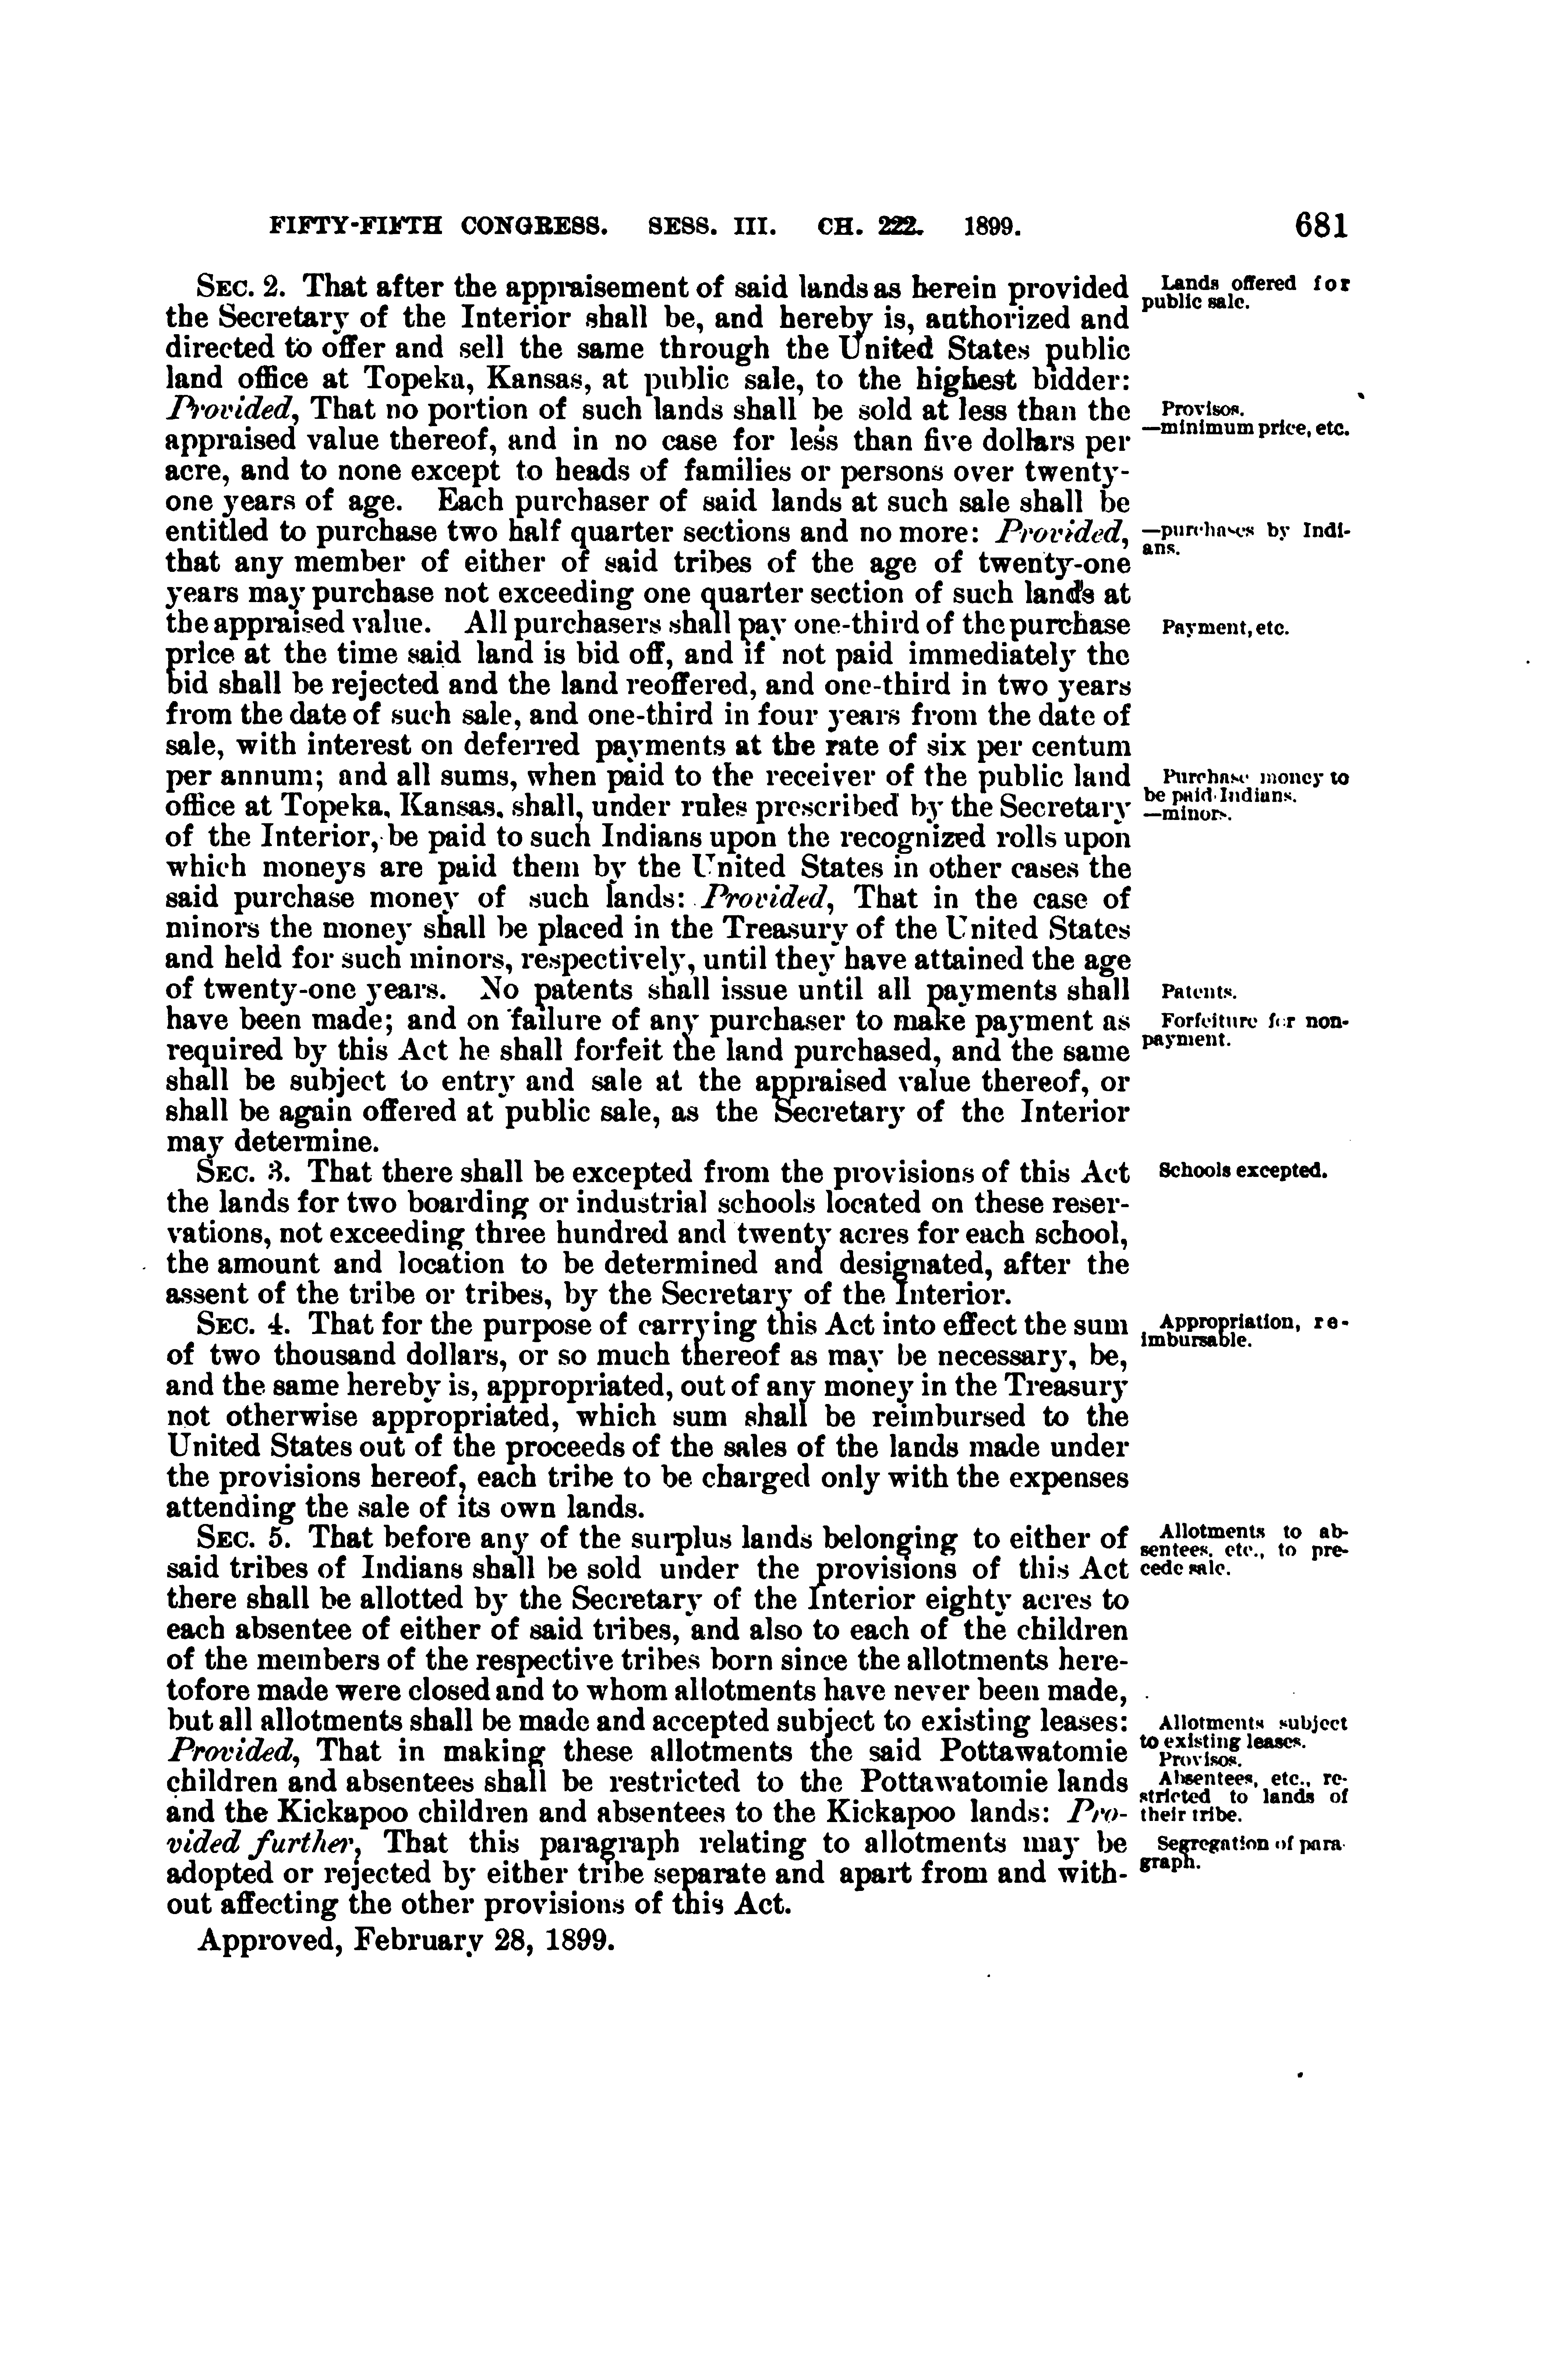 FIFTY-FIFTH CONGRESS. SESS. III. CH. 222. 1899. 681
SEC. 2. That after the appraisement of said lands as herein provided
the Secretary of the Interior shall be, and hereby is, authorized and
directed to offer and sell the same through the United States public
land office at Topeka, Kansas, at public sale, to the highest bidder:
Provided, That no portion of such lands shall be sold at less than the
appraised value thereof, and in no case for less than five dollars per
acre, and to none except to heads of families or persons over twenty-
one years of age. Each purchaser of said lands at such sale shall be
entitled to purchase two half quarter sections and no more: Provided,
that any member of either of said tribes of the age of twenty-one
years may purchase not exceeding one quarter section of such lands at
the appraised value. All purchasers shall pay one-third of the purchase
price at the time said land is bid off, and if not paid immediately the
bid shall be rejected and the land reoffered, and one-third in two years
from the date of such sale, and one-third in four years from the date of
sale, with interest on deferred payments at the rate of six per centum
per annum; and all sums, when paid to the receiver of the public land
office at Topeka, Kansas, shall, under rules prescribed by the Secretary
of the Interior, be paid to such Indians upon the recognized rolls upon
which moneys are paid them by the United States in other cases the
said purchase money of such lands: Provided, That in the case of
minors the money shall be placed in the Treasury of the United States
and held for such minors, respectively, until they have attained the age
of twenty-one years. No patents shall issue until all payments shall
have been made; and on failure of any purchaser to make payment as
required by this Act he shall forfeit the land purchased, and the same
shall be subject to entry and sale at the appraised value thereof, or
shall be again offered at public sale, as the Secretary of the Interior
may determine.
SEC. 3. That there shall be excepted from the provisions of this Act
the lands for two boarding or industrial schools located on these reser-
vations, not exceeding three hundred and twenty acres for each school,
the amount and location to be determined and designated, after the
assent of the tribe or tribes, by the Secretary of the Interior.
SEC. 4. That for the purpose of carrying this Act into effect the sum
of two thousand dollars, or so much thereof as may be necessary, be,
and the same hereby is, appropriated, out of any money in the Treasury
not otherwise appropriated, which sum shall be reimbursed to the
United States out of the proceeds of the sales of the lands made under
the provisions hereof, each tribe to be charged only with the expenses
attending the sale of its own lands.
SEC. 5. That before any of the surplus lands belonging to either of
said tribes of Indians shall be sold under the provisions of this Act
there shall be allotted by the Secretary of the Interior eighty acres to
each absentee of either of said tribes, and also to each of the children
of the members of the respective tribes born since the allotments here-
tofore made were closed and to whom allotments have never been made,
but all allotments shall be made and accepted subject to existing leases:
Provided, That in making these allotments the said Pottawatomie
children and absentees shall be restricted to the Pottawatomie lands
and the Kickapoo children and absentees to the Kickapoo lands: Pro-
vided further, That this paragraph relating to allotments may be
adopted or rejected by either tribe separate and apart from and with-
out affecting the other provisions of this Act.
Approved, February 28, 1899.
Lands offered for
public sale.
Provisos.
—minimum price, etc.
—purchases by Indi-
ans.
Payment, etc.
Purchase money to
be paid Indians.
—minors.
Patents.
Forfeiture for non-
payment.
Schools excepted.
Appropriation, re-
imbursable.
Allotments to ab-
sentees, etc., to pre-
cede sale.
Allotments subject
to existing leases.
Provisos.
Absentees, etc., re-
stricted to lands of
their tribe.
Segregation of para-
graph.